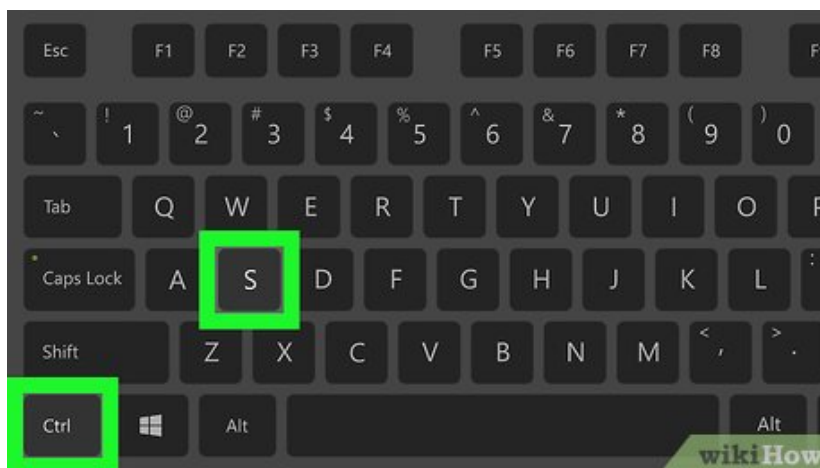 Esc F1 F2 F3 F4 F5 F6 F7 F8
~ ` ! 1 @ 2 # 3 $ 4 % 5 ^ 6 & 7 * 8 ( 9 ) 0
Tab Q W E R T Y U I O
Caps Lock A S D F G H J K L :
Shift Z X C V B N M < , > .
Ctrl Alt Alt
wikiHow